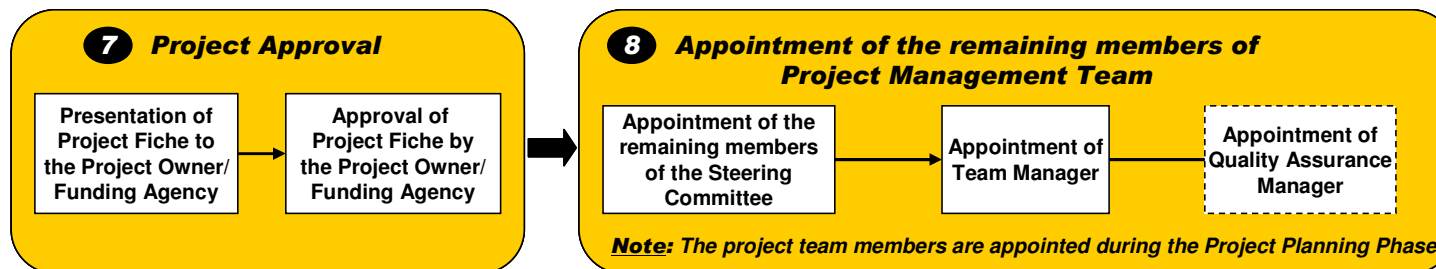 7 Project Approval
Presentation of
Project Fiche to
the Project Owner/
Funding Agency
Approval of
Project Fiche by
the Project Owner/
Funding Agency
8 Appointment of the remaining members of
Project Management Team
Appointment of the
remaining members
of the Steering
Committee
Appointment of
Team Manager
Appointment of
Quality Assurance
Manager
Note: The project team members are appointed during the Project Planning Phase